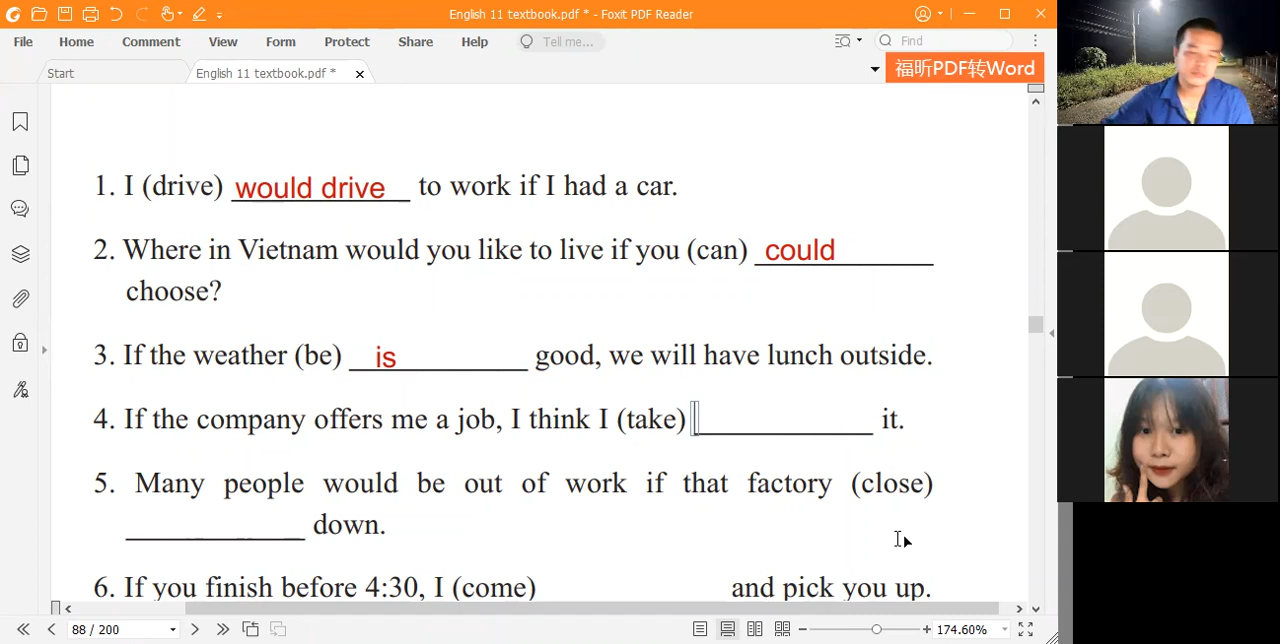 English 11 textbook.pdf * - Foxit PDF Reader
File Home Comment View Form Protect Share Help Tell me... Find
Start English 11 textbook.pdf * 福昕PDF转Word
1. I (drive) would drive to work if I had a car.
2. Where in Vietnam would you like to live if you (can) could
choose?
3. If the weather (be) is good, we will have lunch outside.
4. If the company offers me a job, I think I (take) ____________ it.
5. Many people would be out of work if that factory (close)
____________ down.
6. If you finish before 4:30, I (come) ____________ and pick you up.
88 / 200 174.60%